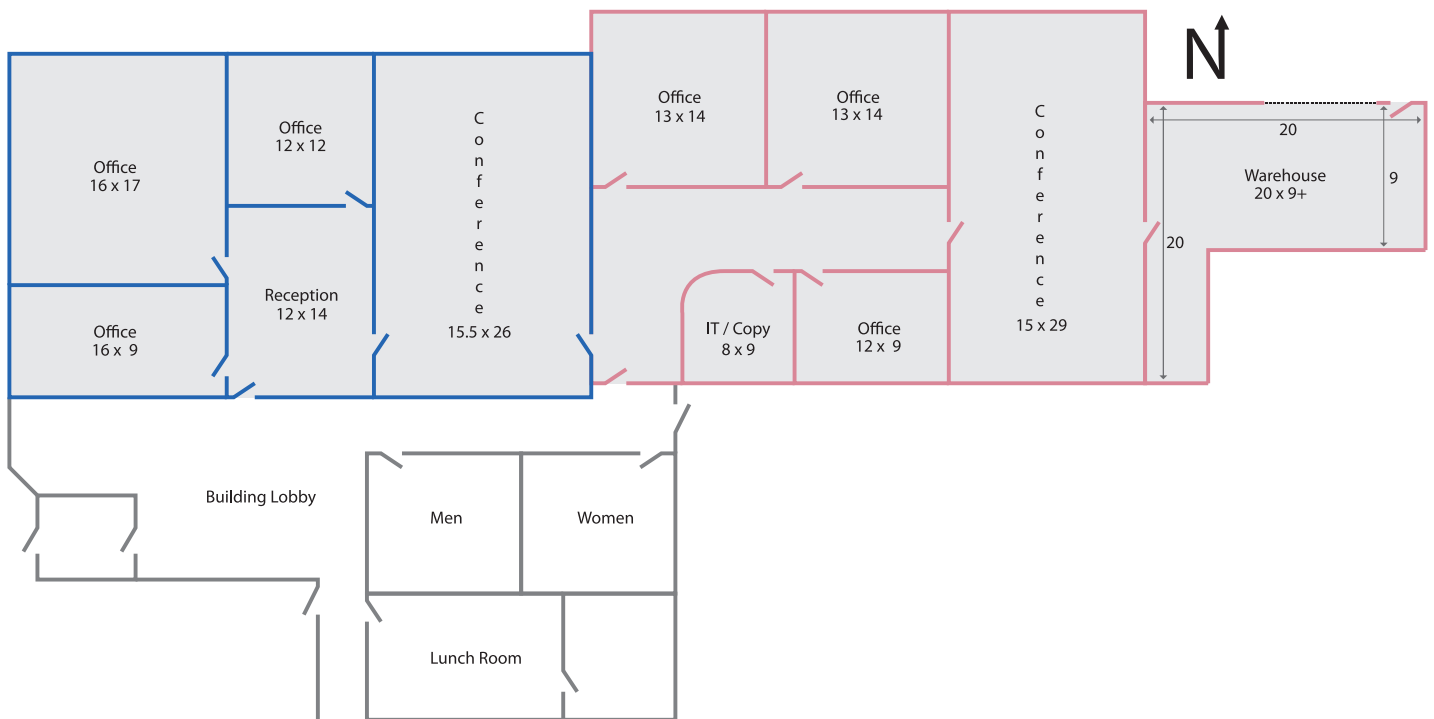 N
Office
16 x 17
Office
12 x 12
Conference
15.5 x 26
Office
13 x 14
Office
13 x 14
Conference
15 x 29
20
Warehouse
20 x 9+
9
20
Office
16 x  9
Reception
12 x 14
IT / Copy
8 x 9
Office
12 x  9
Building Lobby
Men
Women
Lunch Room